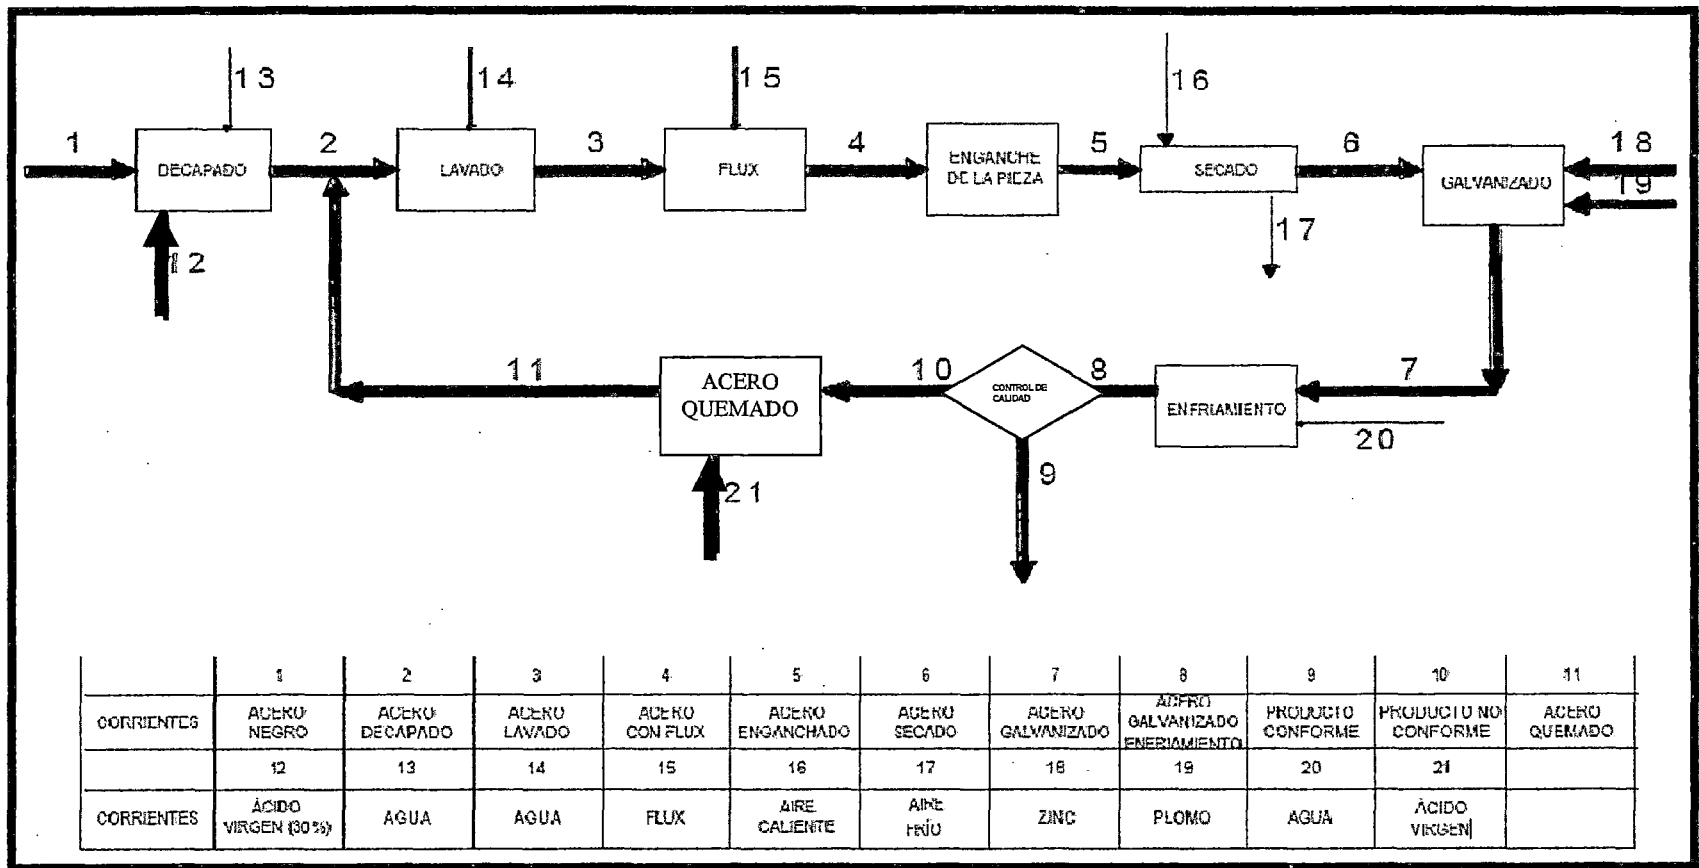 13
14
15
16
1
2
3
4
5
6
18
19
DECAPADO
LAVADO
FLUX
ENGANCHE
DE LA PIEZA
SECADO
GALVANIZADO
12
17
11
10
8
7
ACERO
QUEMADO
CONTROL DE
CALIDAD
ENFRIAMIENTO
20
9
21
1 2 3 4 5 6 7 8 9 10 11
CORRIENTES
ACERO
NEGRO
ACERO
DECAPADO
ACERO
LAVADO
ACERO
CON FLUX
ACERO
ENGANCHADO
ACERO
SECADO
ACERO
GALVANIZADO
ACERO
GALVANIZADO
ENFRIAMIENTO
PRODUCTO
CONFORME
PRODUCTO NO
CONFORME
ACERO
QUEMADO
12 13 14 15 16 17 18 19 20 21
CORRIENTES
ÁCIDO
VIRGEN (30%)
AGUA
AGUA
FLUX
AIRE
CALIENTE
AIRE
FRÍO
ZINC
PLOMO
AGUA
ÁCIDO
VIRGEN